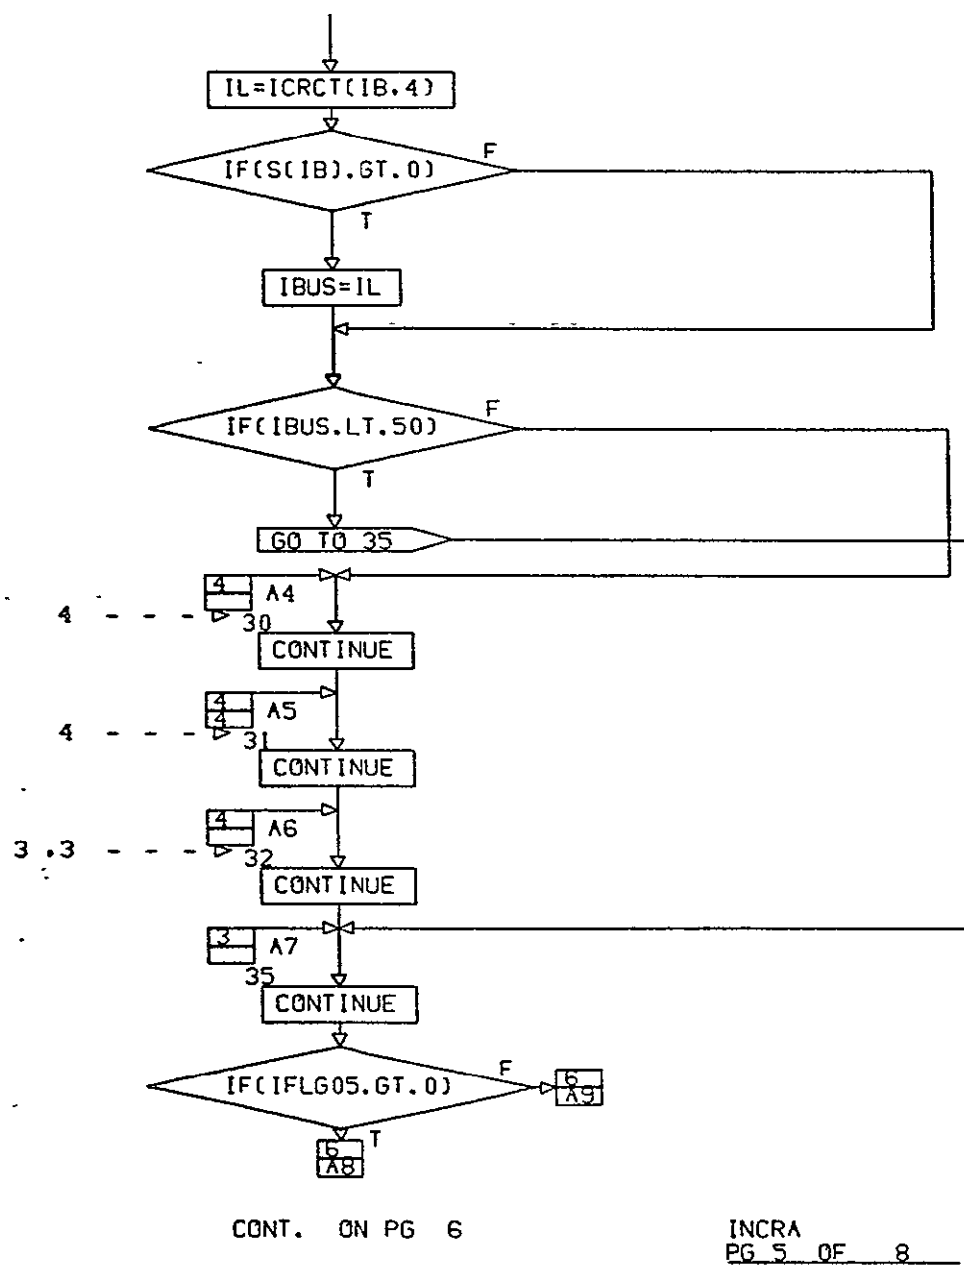 IL=ICRCT(IB.4)
IF(S(IB).GT.0)
F
T
IBUS=IL
IF(IBUS.LT.50)
F
T
GO TO 35
4
A4
4 - - - 30
CONTINUE
4
4
A5
4 - - - 31
CONTINUE
4
A6
3 .3 - - - 32
CONTINUE
3
A7
35
CONTINUE
IF(IFLG05.GT.0)
F
6
A9
T
6
A8
CONT. ON PG 6
INCRA
PG 5 OF 8